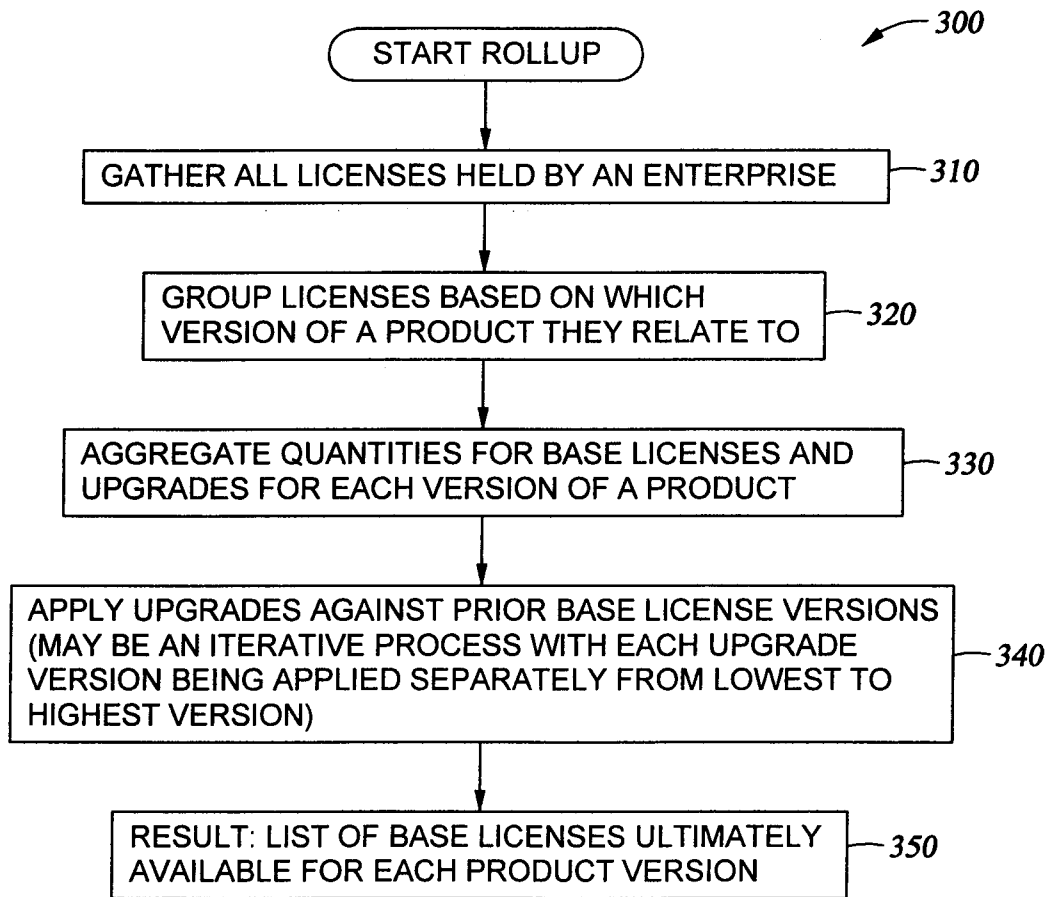 300
START ROLLUP
GATHER ALL LICENSES HELD BY AN ENTERPRISE
310
GROUP LICENSES BASED ON WHICH
VERSION OF A PRODUCT THEY RELATE TO
320
AGGREGATE QUANTITIES FOR BASE LICENSES AND
UPGRADES FOR EACH VERSION OF A PRODUCT
330
APPLY UPGRADES AGAINST PRIOR BASE LICENSE VERSIONS
(MAY BE AN ITERATIVE PROCESS WITH EACH UPGRADE
VERSION BEING APPLIED SEPARATELY FROM LOWEST TO
HIGHEST VERSION)
340
RESULT: LIST OF BASE LICENSES ULTIMATELY
AVAILABLE FOR EACH PRODUCT VERSION
350